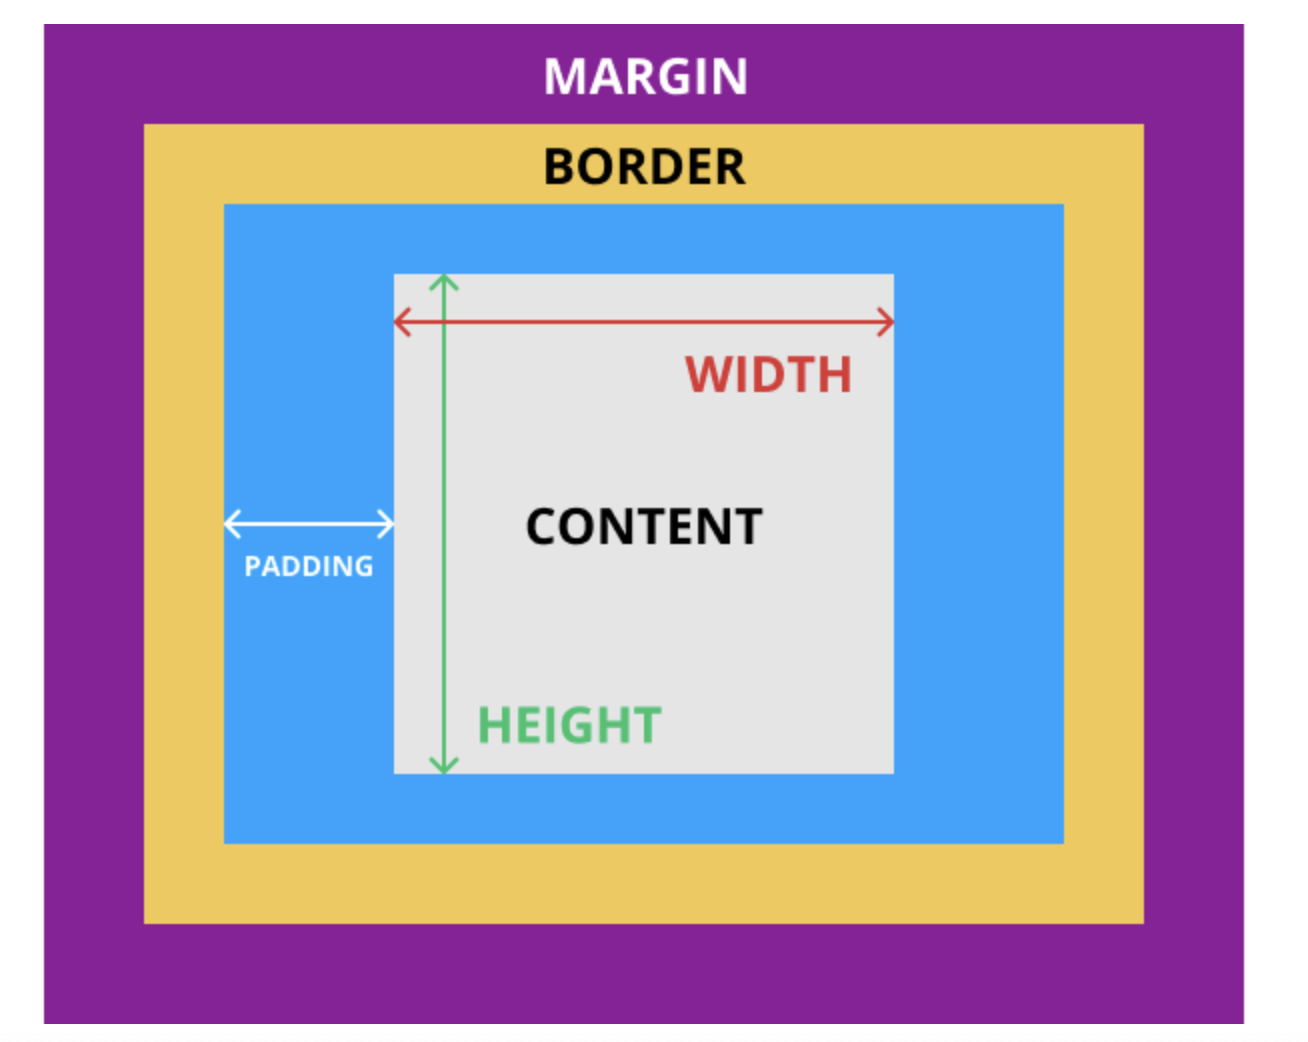 MARGIN
BORDER
WIDTH
CONTENT
PADDING
HEIGHT